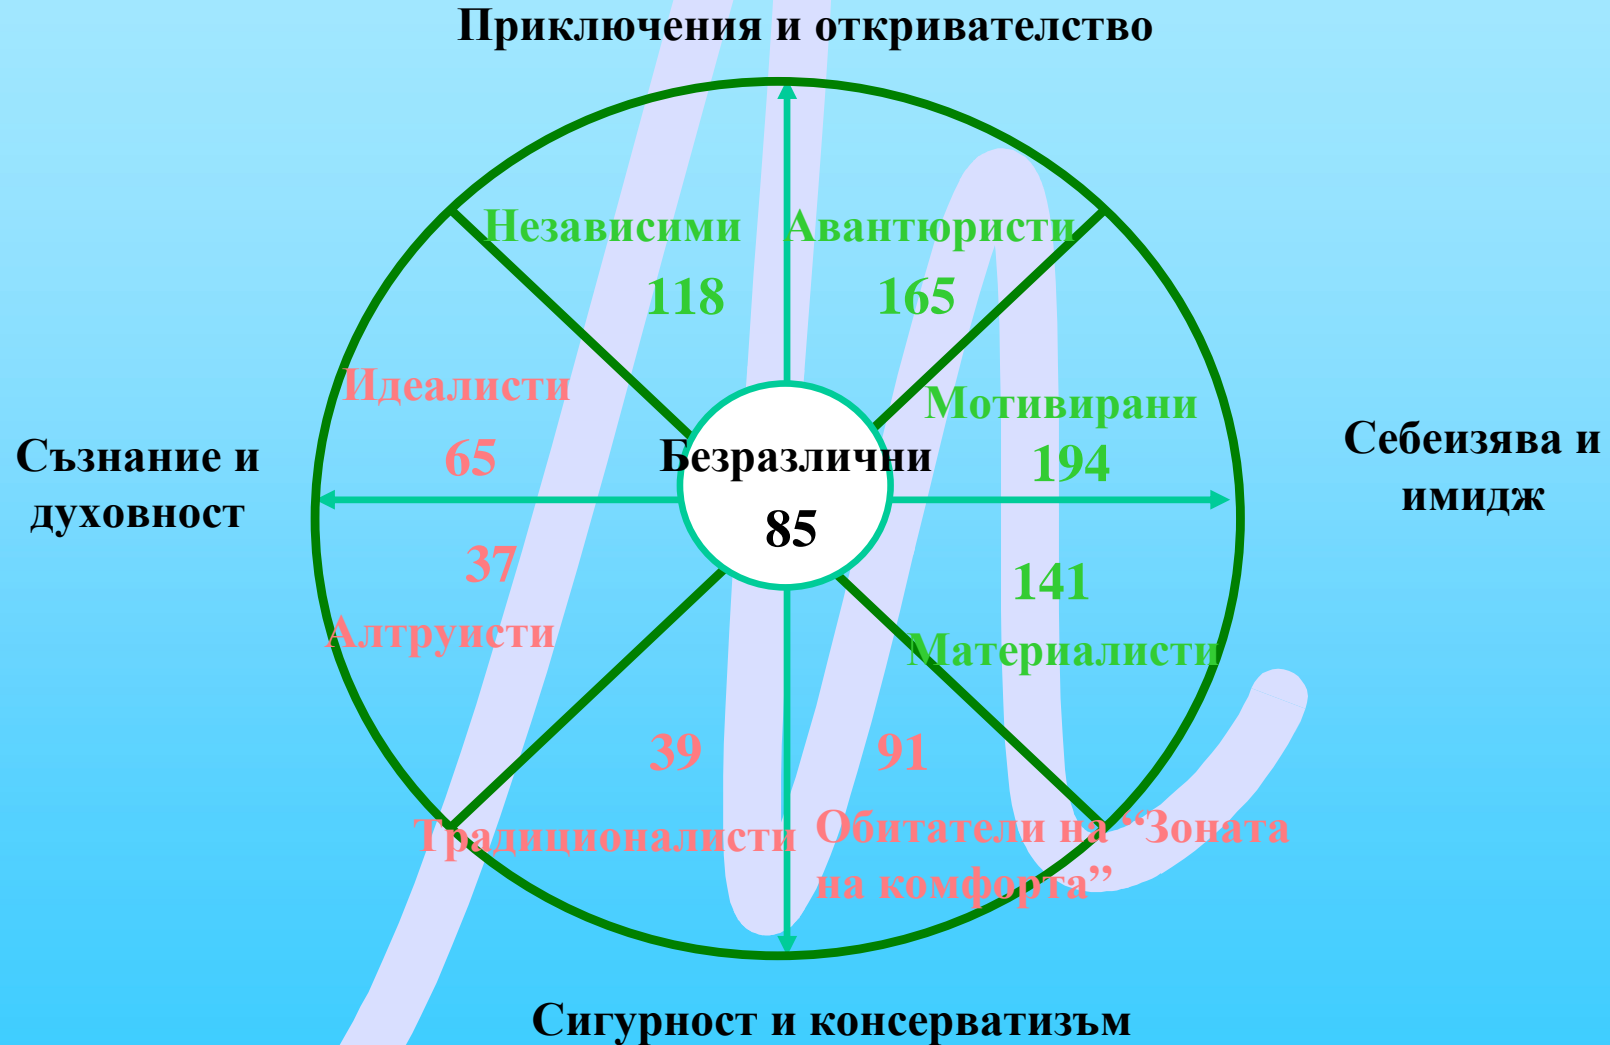 Приключения и откривателство
Независими
118
Авантюристи
165
Идеалисти
65
Мотивирани
194
Съзнание и
духовност
Безразлични
85
Себеизява и
имидж
37
Алтруисти
141
Материалисти
39
Традиционалисти
91
Обитатели на “Зоната
на комфорта”
Сигурност и консерватизъм